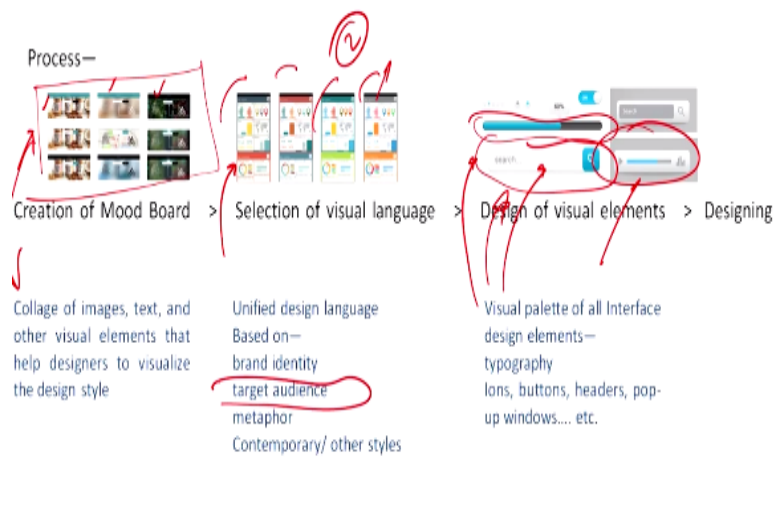 Process—
②
60%
Search
search
Creation of Mood Board > Selection of visual language > Design of visual elements > Designing
Collage of images, text, and
other visual elements that
help designers to visualize
the design style
Unified design language
Based on—
brand identity
target audience
metaphor
Contemporary/ other styles
Visual palette of all Interface
design elements—
typography
Ions, buttons, headers, pop-
up windows.... etc.